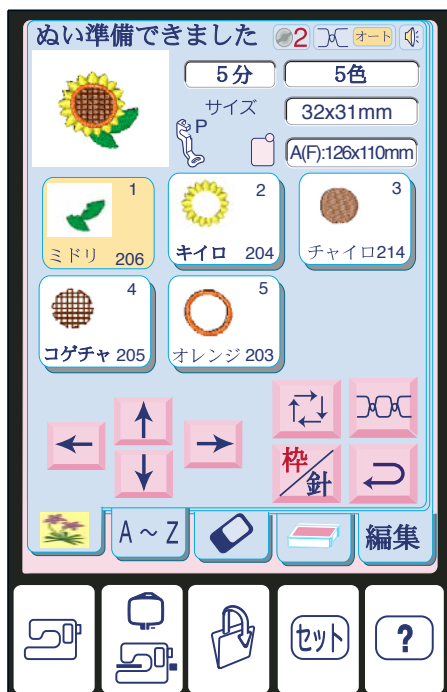 ぬい準備できました 2 オート
5分 5色
サイズ 32x31mm
P
A(F):126x110mm
1
ミドリ 206
2
キイロ 204
3
チャイロ214
4
コゲチャ 205
5
オレンジ 203
枠/針
A～Z 編集
セット ?